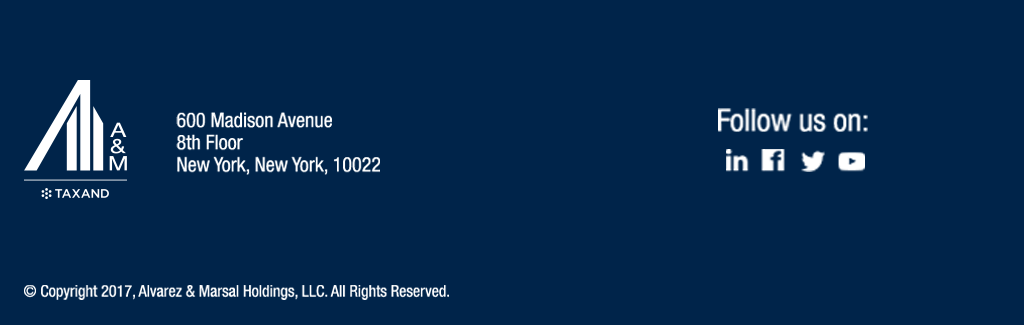 A
&
M
TAXAND
600 Madison Avenue
8th Floor
New York, New York, 10022
Follow us on:
in
f
© Copyright 2017, Alvarez & Marsal Holdings, LLC. All Rights Reserved.